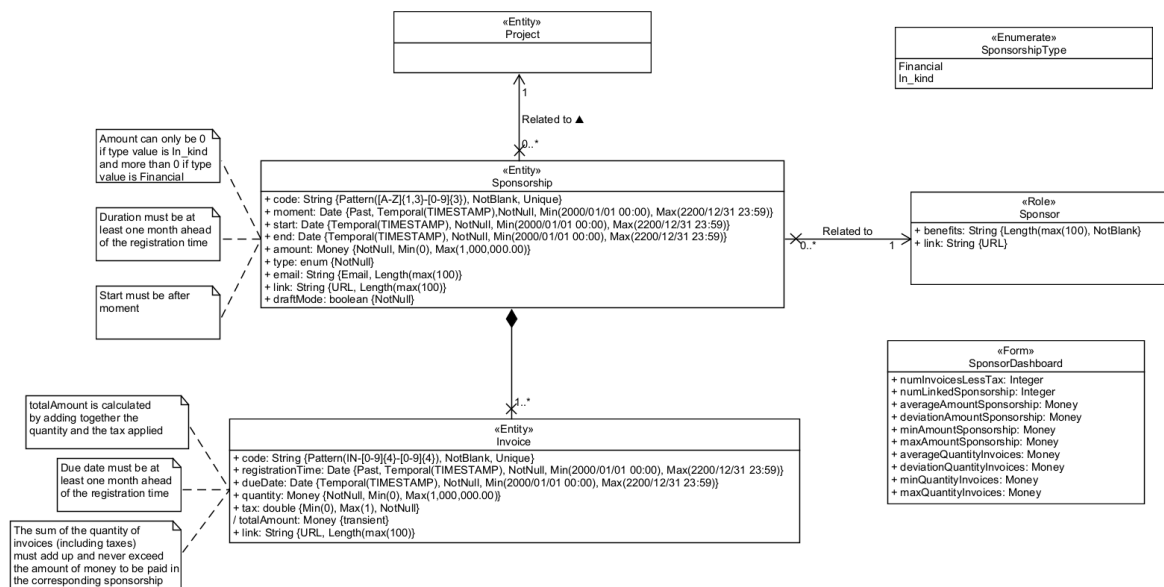 «Entity»
Project
«Enumerate»
SponsorshipType
Financial
In_kind
1
Related to ▲
0..*
Amount can only be 0
if type value is In_kind
and more than 0 if type
value is Financial
Duration must be at
least one month ahead
of the registration time
Start must be after
moment
«Entity»
Sponsorship
+ code: String {Pattern([A-Z]{1,3}-[0-9]{3}), NotBlank, Unique}
+ moment: Date {Past, Temporal(TIMESTAMP),NotNull, Min(2000/01/01 00:00), Max(2200/12/31 23:59)}
+ start: Date {Temporal(TIMESTAMP), NotNull, Min(2000/01/01 00:00), Max(2200/12/31 23:59)}
+ end: Date {Temporal(TIMESTAMP), NotNull, Min(2000/01/01 00:00), Max(2200/12/31 23:59)}
+ amount: Money {NotNull, Min(0), Max(1,000,000.00)}
+ type: enum {NotNull}
+ email: String {Email, Length(max(100)}
+ link: String {URL, Length(max(100)}
+ draftMode: boolean {NotNull}
Related to
0..*
1
«Role»
Sponsor
+ benefits: String {Length(max(100), NotBlank}
+ link: String {URL}
«Form»
SponsorDashboard
+ numInvoicesLessTax: Integer
+ numLinkedSponsorship: Integer
+ averageAmountSponsorship: Money
+ deviationAmountSponsorship: Money
+ minAmountSponsorship: Money
+ maxAmountSponsorship: Money
+ averageQuantityInvoices: Money
+ deviationQuantityInvoices: Money
+ minQuantityInvoices: Money
+ maxQuantityInvoices: Money
1..*
totalAmount is calculated
by adding together the
quantity and the tax applied
Due date must be at
least one month ahead
of the registration time
The sum of the quantity of
invoices (including taxes)
must add up and never exceed
the amount of money to be paid in
the corresponding sponsorship
«Entity»
Invoice
+ code: String {Pattern(IN-[0-9]{4}-[0-9]{4}), NotBlank, Unique}
+ registrationTime: Date {Past, Temporal(TIMESTAMP), NotNull, Min(2000/01/01 00:00), Max(2200/12/31 23:59)}
+ dueDate: Date {Temporal(TIMESTAMP), NotNull, Min(2000/01/01 00:00), Max(2200/12/31 23:59)}
+ quantity: Money {NotNull, Min(0), Max(1,000,000.00)}
+ tax: double {Min(0), Max(1), NotNull}
/ totalAmount: Money {transient}
+ link: String {URL, Length(max(100)}